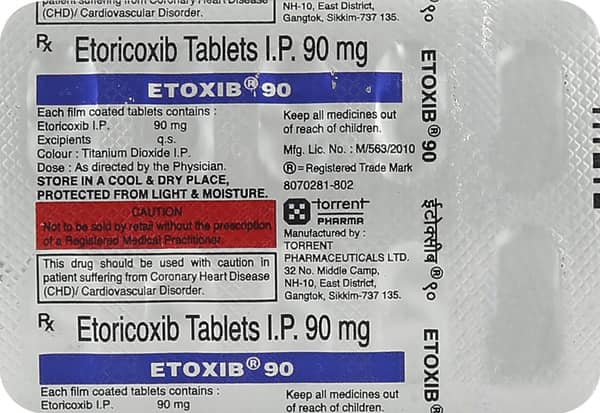 patient suffering from Coronary Heart Disease
(CHD)/ Cardiovascular Disorder.
NH-10, East District,
Gangtok, Sikkim-737 135.
Rx Etoricoxib Tablets I.P. 90 mg
ETOXIB® 90
Each film coated tablets contains :
Etoricoxib I.P. 90 mg
Excipients q.s.
Colour : Titanium Dioxide I.P.
Dose : As directed by the Physician.
STORE IN A COOL & DRY PLACE,
PROTECTED FROM LIGHT & MOISTURE.
CAUTION
Not to be sold by retail without the prescription
of a Registered Medical Practitioner.
This drug should be used with caution in
patient suffering from Coronary Heart Disease
(CHD)/ Cardiovascular Disorder.
Keep all medicines out
of reach of children.
Mfg. Lic. No. : M/563/2010
®=Registered Trade Mark
8070281-802
torrent
PHARMA
Manufactured by :
TORRENT
PHARMACEUTICALS LTD.
32 No. Middle Camp,
NH-10, East District,
Gangtok, Sikkim-737 135.
Rx Etoricoxib Tablets I.P. 90 mg
ETOXIB® 90
Each film coated tablets contains :
Etoricoxib I.P. 90 mg
Keep all medicines out
of reach of children.
९०
ETOXIB® 90
ईटोक्सीब® ९०
ETOXIB®